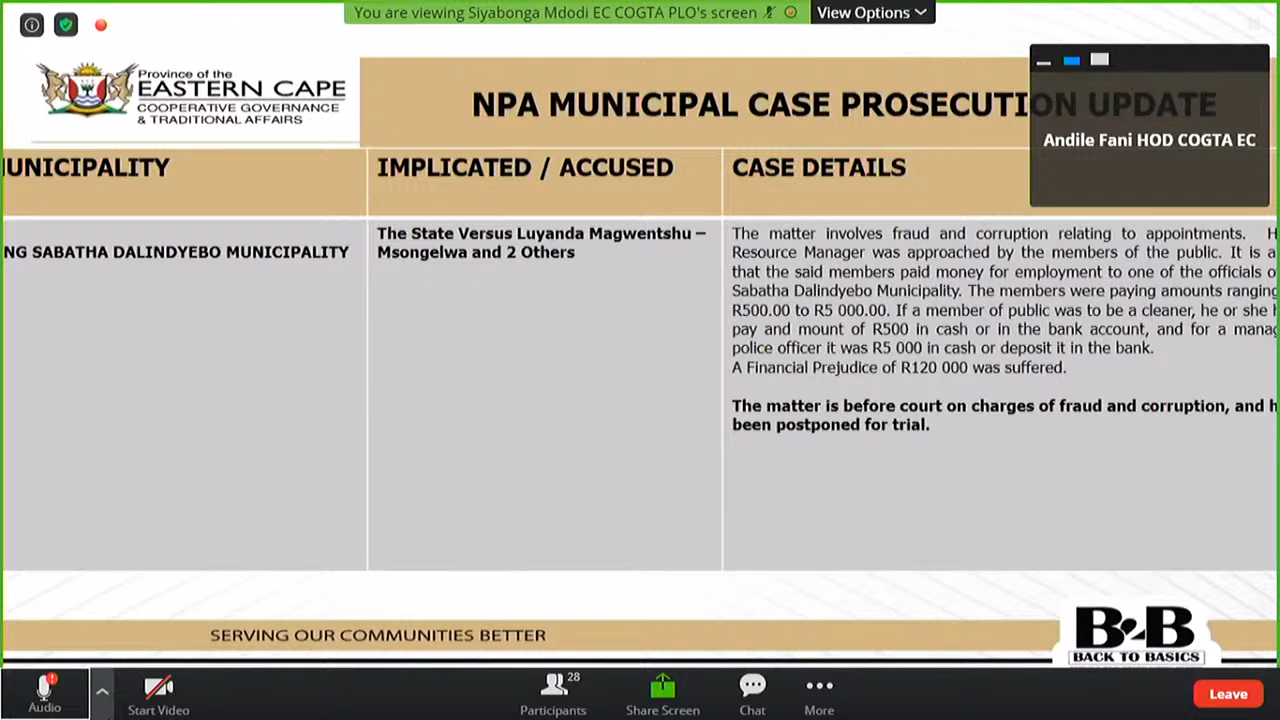 You are viewing Siyabonga Mdodi EC COGTA PLO's screen
View Options
Province of the
EASTERN CAPE
COOPERATIVE GOVERNANCE
& TRADITIONAL AFFAIRS
NPA MUNICIPAL CASE PROSECUTION UPDATE
Andile Fani HOD COGTA EC
UNICIPALITY
IMPLICATED / ACCUSED
CASE DETAILS
NG SABATHA DALINDYEBO MUNICIPALITY
The State Versus Luyanda Magwentshu –
Msongelwa and 2 Others
The matter involves fraud and corruption relating to appointments. H
Resource Manager was approached by the members of the public. It is a
that the said members paid money for employment to one of the officials o
Sabatha Dalindyebo Municipality. The members were paying amounts ranging
R500.00 to R5 000.00. If a member of public was to be a cleaner, he or she h
pay and mount of R500 in cash or in the bank account, and for a mana
police officer it was R5 000 in cash or deposit it in the bank.
A Financial Prejudice of R120 000 was suffered.
The matter is before court on charges of fraud and corruption, and h
been postponed for trial.
SERVING OUR COMMUNITIES BETTER
B2B
BACK TO BASICS
Audio
Start Video
Participants
28
Share Screen
Chat
More
Leave